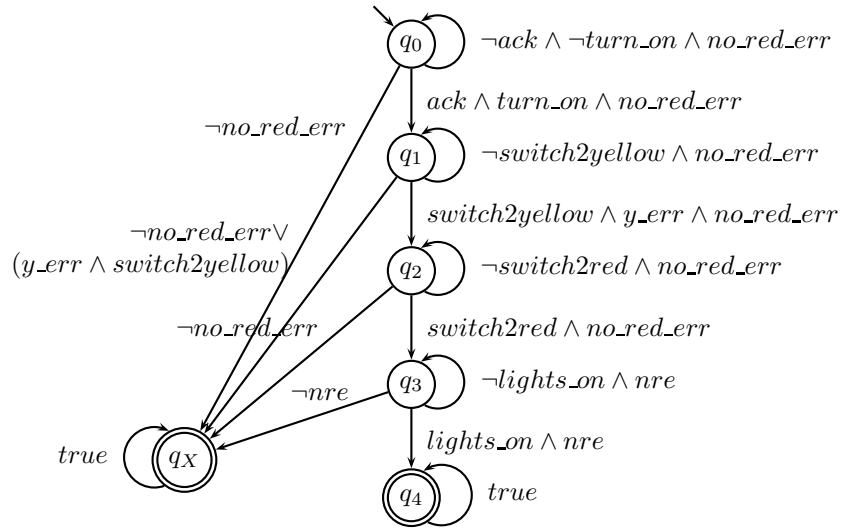 q0
¬ack ∧ ¬turn_on ∧ no_red_err
ack ∧ turn_on ∧ no_red_err
¬no_red_err
q1
¬switch2yellow ∧ no_red_err
switch2yellow ∧ y_err ∧ no_red_err
¬no_red_err∨
(y_err ∧ switch2yellow)
q2
¬switch2red ∧ no_red_err
¬no_red_err
switch2red ∧ no_red_err
q3
¬lights_on ∧ nre
¬nre
lights_on ∧ nre
true
qX
q4
true